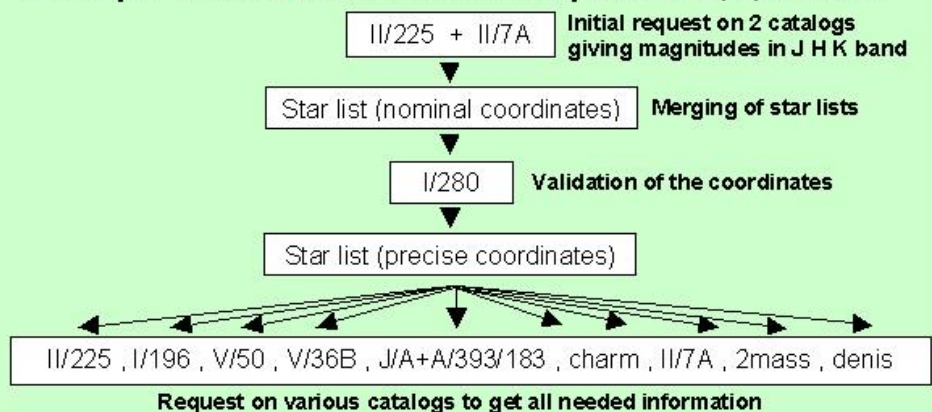 II/225 + II/7A
Initial request on 2 catalogs
giving magnitudes in J H K band
Star list (nominal coordinates)
Merging of star lists
I/280
Validation of the coordinates
Star list (precise coordinates)
II/225 , I/196 , V/50 , V/36B , J/A+A/393/183 , charm , II/7A , 2mass , denis
Request on various catalogs to get all needed information